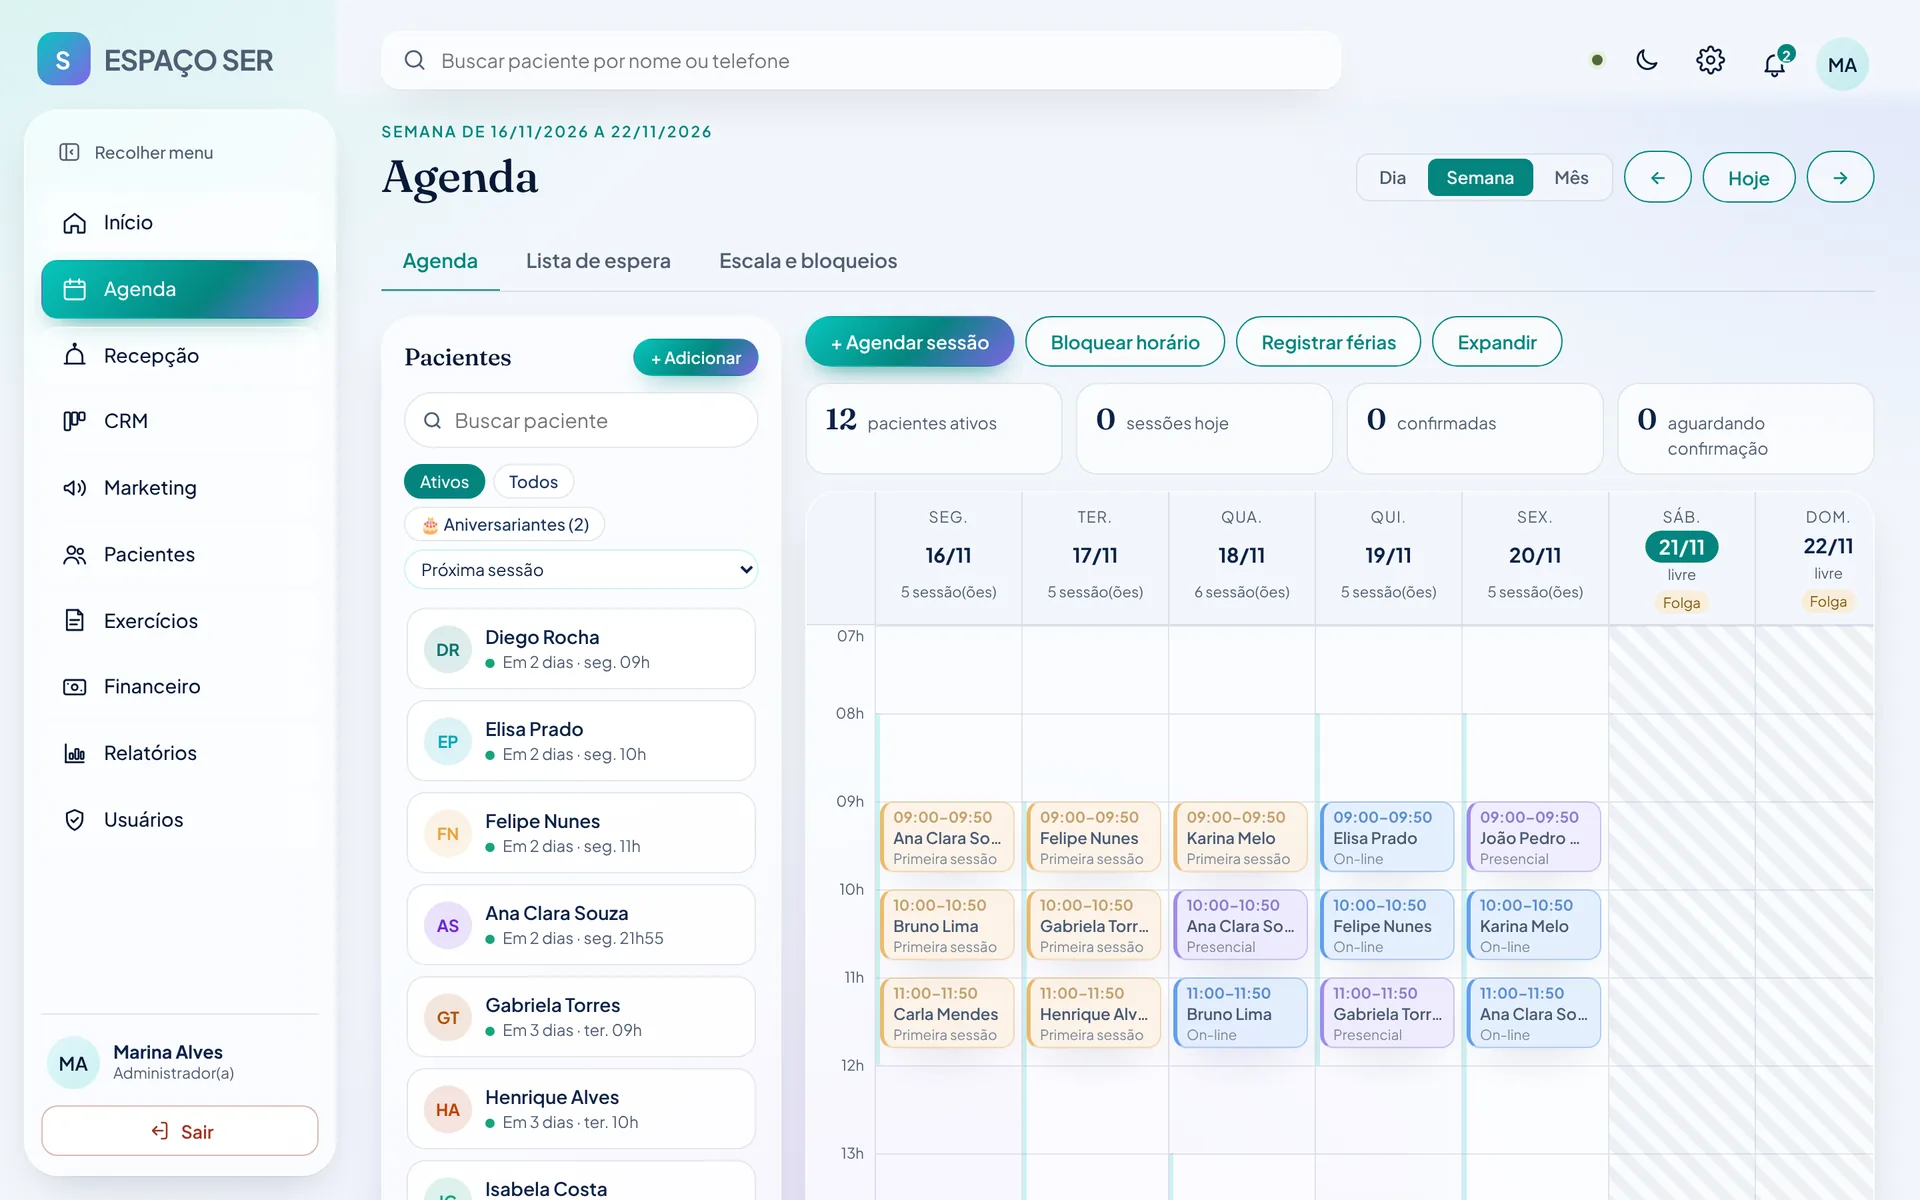 S ESPAÇO SER
Buscar paciente por nome ou telefone
2
MA
Recolher menu
Início
Agenda
Recepção
CRM
Marketing
Pacientes
Exercícios
Financeiro
Relatórios
Usuários
MA
Marina Alves
Administrador(a)
Sair
SEMANA DE 16/11/2026 A 22/11/2026
Agenda
Dia Semana Mês ← Hoje →
Agenda Lista de espera Escala e bloqueios
Pacientes
+ Adicionar
Buscar paciente
Ativos Todos
🎂 Aniversariantes (2)
Próxima sessão
DR Diego Rocha
Em 2 dias · seg. 09h
EP Elisa Prado
Em 2 dias · seg. 10h
FN Felipe Nunes
Em 2 dias · seg. 11h
AS Ana Clara Souza
Em 2 dias · seg. 21h55
GT Gabriela Torres
Em 3 dias · ter. 09h
HA Henrique Alves
Em 3 dias · ter. 10h
Isabela Costa
+ Agendar sessão Bloquear horário Registrar férias Expandir
12 pacientes ativos
0 sessões hoje
0 confirmadas
0 aguardando
confirmação
SEG. TER. QUA. QUI. SEX. SÁB. DOM.
16/11 17/11 18/11 19/11 20/11 21/11 22/11
5 sessão(ões) 5 sessão(ões) 6 sessão(ões) 5 sessão(ões) 5 sessão(ões) livre livre
Folga Folga
07h
08h
09h
09:00–09:50 09:00–09:50 09:00–09:50 09:00–09:50 09:00–09:50
Ana Clara So... Felipe Nunes Karina Melo Elisa Prado João Pedro ...
Primeira sessão Primeira sessão Primeira sessão On-line Presencial
10h
10:00–10:50 10:00–10:50 10:00–10:50 10:00–10:50 10:00–10:50
Bruno Lima Gabriela Torr... Ana Clara So... Felipe Nunes Karina Melo
Primeira sessão Primeira sessão Presencial On-line On-line
11h
11:00–11:50 11:00–11:50 11:00–11:50 11:00–11:50 11:00–11:50
Carla Mendes Henrique Alv... Bruno Lima Gabriela Torr... Ana Clara So...
Primeira sessão Primeira sessão On-line Presencial On-line
12h
13h